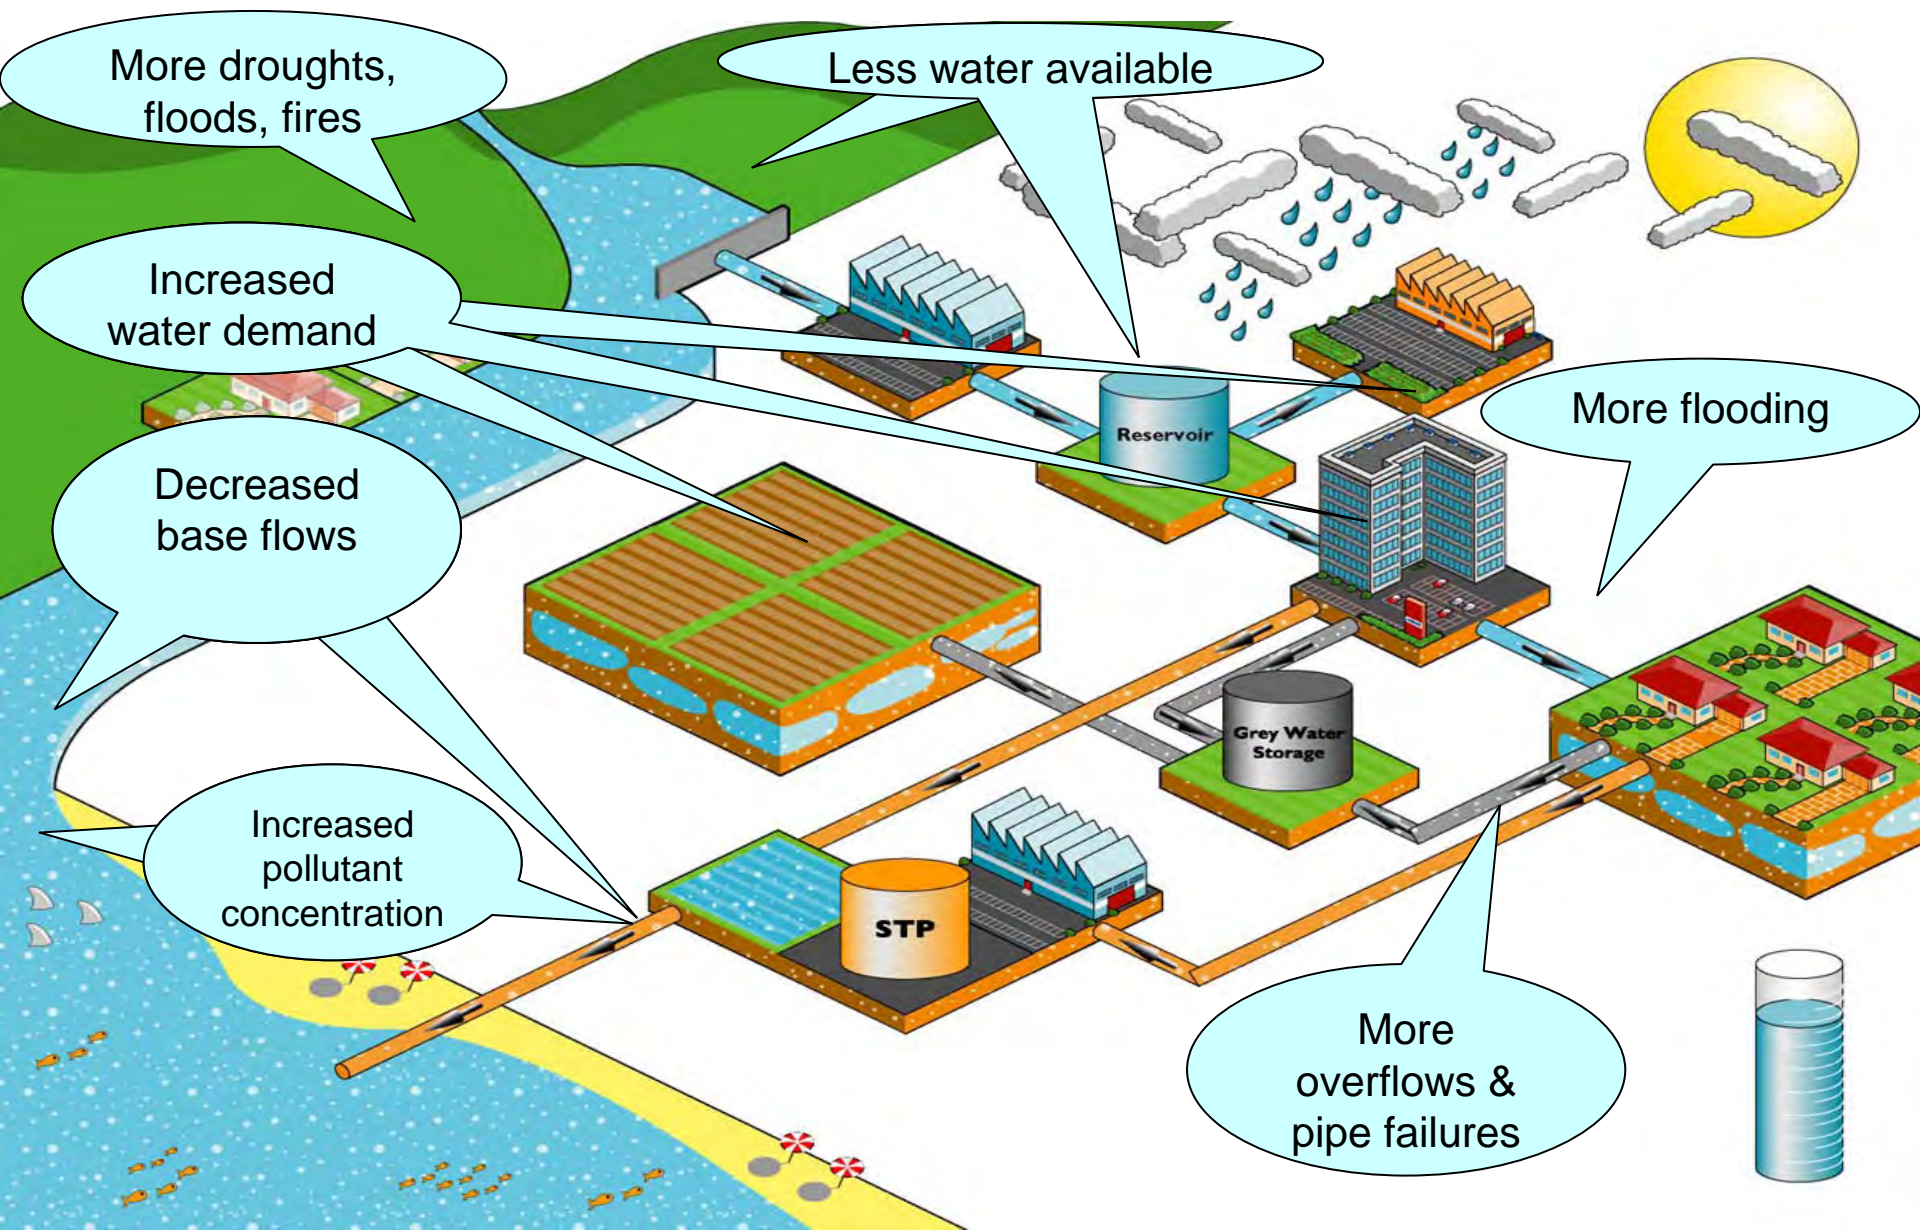 More droughts,
floods, fires
Less water available
Increased
water demand
More flooding
Reservoir
Decreased
base flows
Grey Water
Storage
Increased
pollutant
concentration
STP
More
overflows &
pipe failures